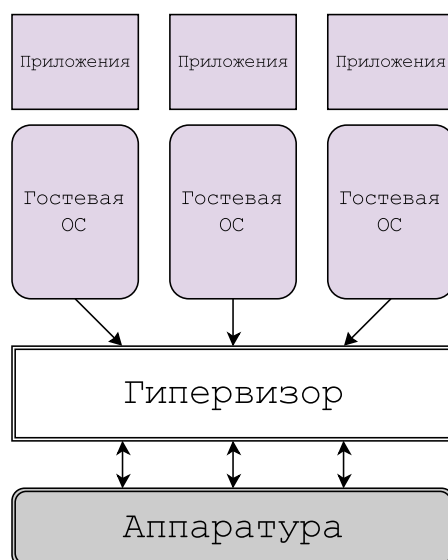 Приложения Приложения Приложения
Гостевая Гостевая Гостевая
ОС ОС ОС
Гипервизор
Аппаратура